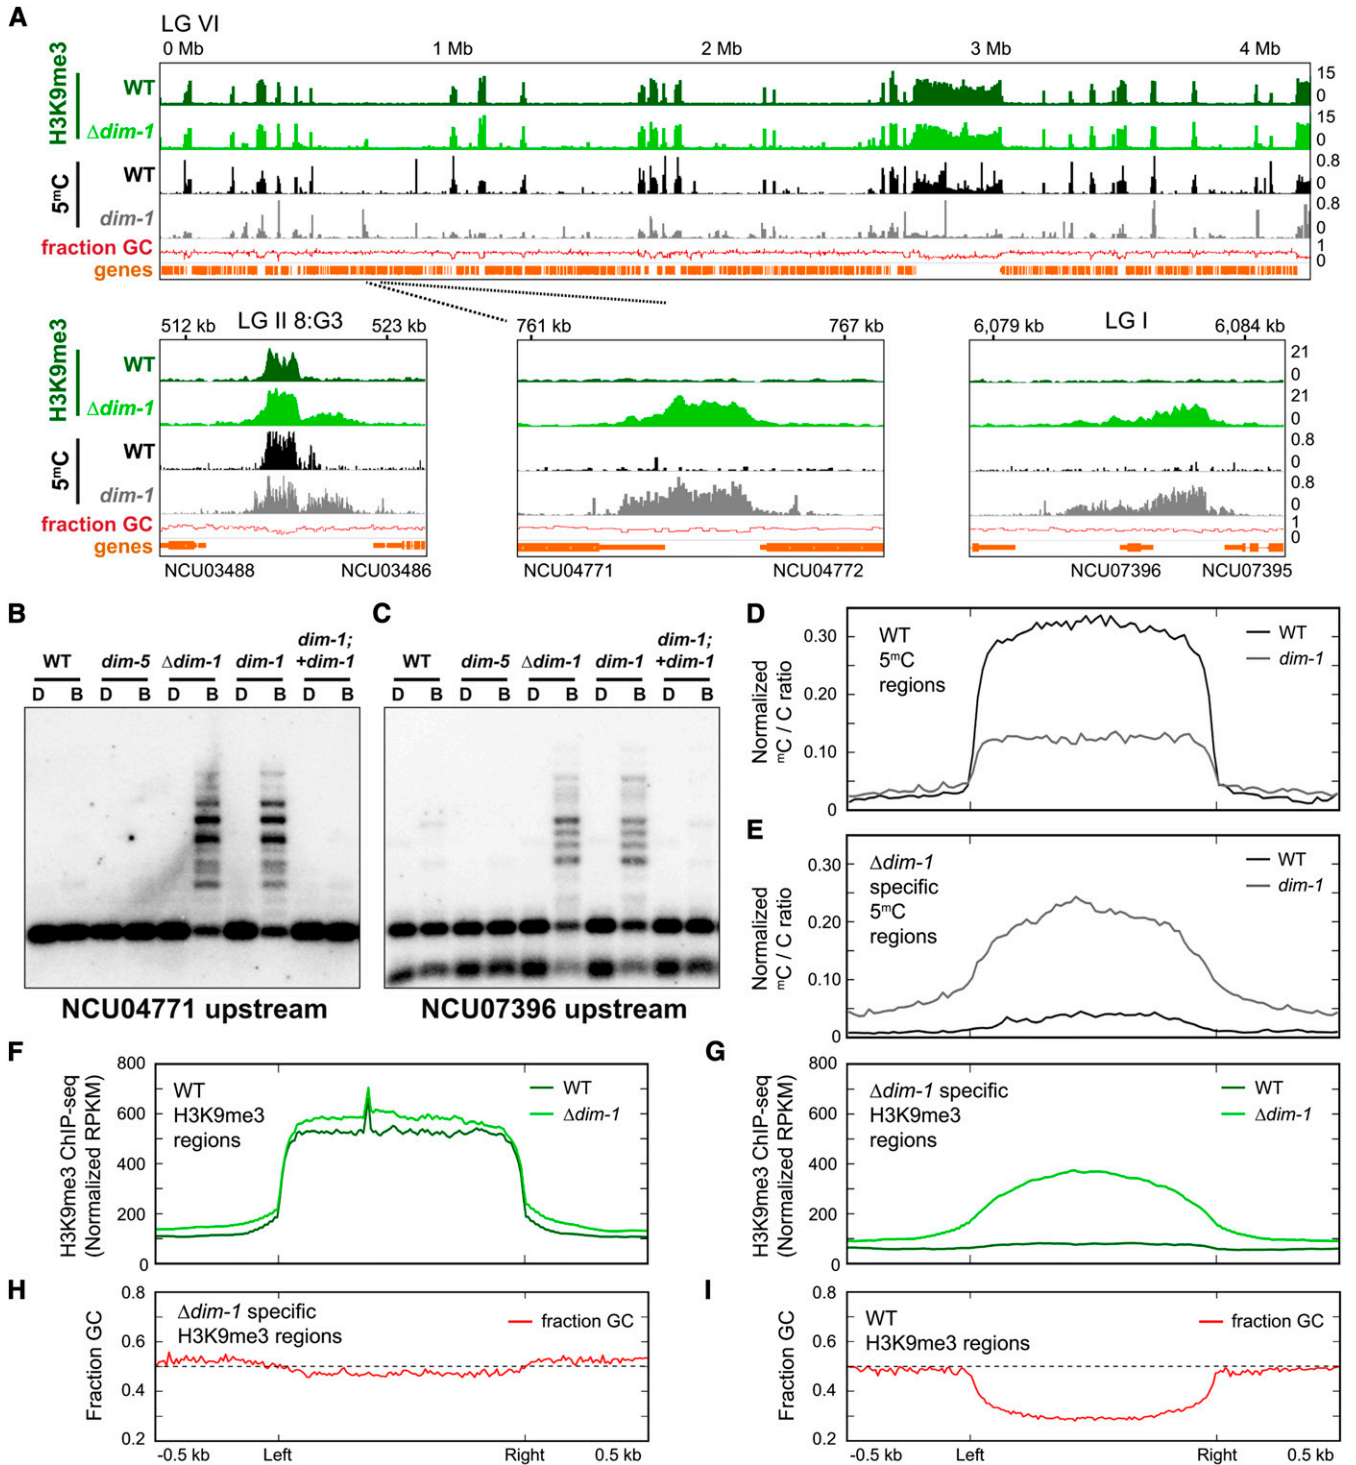 A
LG VI
0 Mb 1 Mb 2 Mb 3 Mb 4 Mb
H3K9me3
WT
15
0
Δdim-1
15
0
5mC
WT
0.8
0
dim-1
0.8
0
fraction GC
1
0
genes
512 kb LG II 8:G3 523 kb
761 kb 767 kb
6,079 kb LG I 6,084 kb
H3K9me3
WT
21
0
Δdim-1
21
0
5mC
WT
0.8
0
dim-1
0.8
0
fraction GC
1
0
genes
NCU03488 NCU03486
NCU04771 NCU04772
NCU07396 NCU07395
B
WT dim-5 Δdim-1 dim-1 dim-1; +dim-1
D B D B D B D B D B
NCU04771 upstream
C
WT dim-5 Δdim-1 dim-1 dim-1; +dim-1
D B D B D B D B D B
NCU07396 upstream
D
Normalized
mC / C ratio
0.30
0.20
0.10
0
WT
5mC
regions
WT
dim-1
E
Normalized
mC / C ratio
0.30
0.20
0.10
0
Δdim-1
specific
5mC
regions
WT
dim-1
F
H3K9me3 ChIP-seq
(Normalized RPKM)
800
600
400
200
0
WT
H3K9me3
regions
WT
Δdim-1
G
H3K9me3 ChIP-seq
(Normalized RPKM)
800
600
400
200
0
Δdim-1 specific
H3K9me3
regions
WT
Δdim-1
H
Fraction GC
0.8
0.6
0.4
0.2
Δdim-1 specific
H3K9me3 regions
fraction GC
-0.5 kb Left Right 0.5 kb
I
Fraction GC
0.8
0.6
0.4
0.2
WT
H3K9me3 regions
fraction GC
-0.5 kb Left Right 0.5 kb